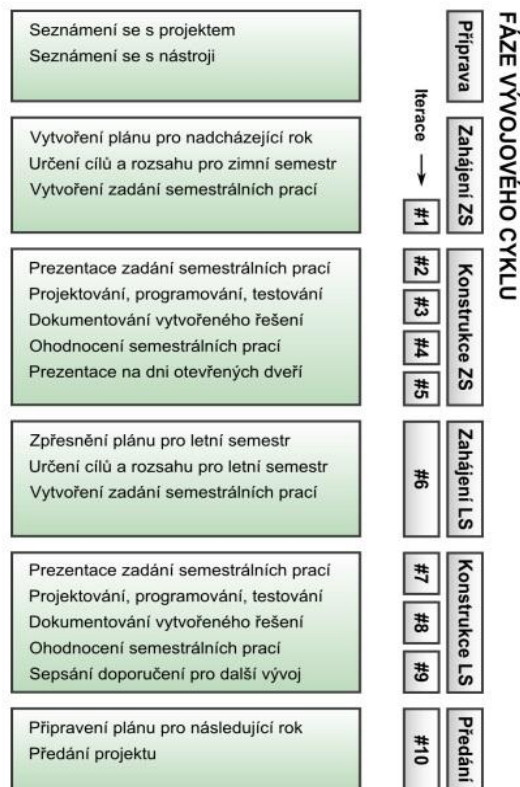 FÁZE VÝVOJOVÉHO CYKLU
Iterace
Příprava
Seznámení se s projektem
Seznámení se s nástroji
Zahájení ZS
#1
Vytvoření plánu pro nadcházející rok
Určení cílů a rozsahu pro zimní semestr
Vytvoření zadání semestrálních prací
Konstrukce ZS
#2
#3
#4
#5
Prezentace zadání semestrálních prací
Projektování, programování, testování
Dokumentování vytvořeného řešení
Ohodnocení semestrálních prací
Prezentace na dni otevřených dveří
Zahájení LS
#6
Zpřesnění plánu pro letní semestr
Určení cílů a rozsahu pro letní semestr
Vytvoření zadání semestrálních prací
Konstrukce LS
#7
#8
#9
Prezentace zadání semestrálních prací
Projektování, programování, testování
Dokumentování vytvořeného řešení
Ohodnocení semestrálních prací
Sepsání doporučení pro další vývoj
Předání
#10
Připravení plánu pro následující rok
Předání projektu